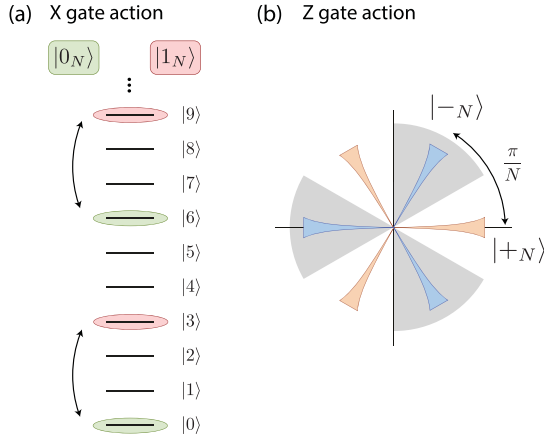 (a) X gate action
|0_N⟩ |1_N⟩
|9⟩
|8⟩
|7⟩
|6⟩
|5⟩
|4⟩
|3⟩
|2⟩
|1⟩
|0⟩
(b) Z gate action
|−_N⟩
π/N
|+_N⟩